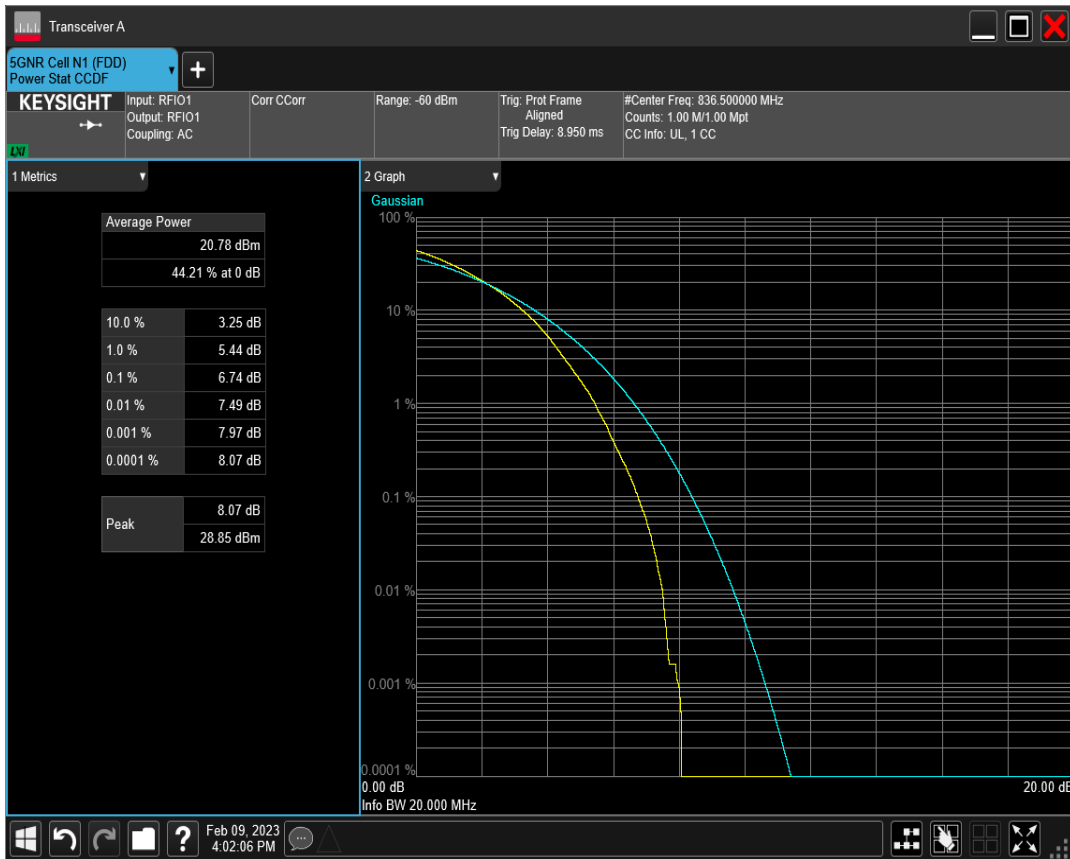 Transceiver A
5GNR Cell N1 (FDD)
Power Stat CCDF
+
KEYSIGHT
LXI
Input: RFIO1
Output: RFIO1
Coupling: AC
Corr CCorr
Range: -60 dBm
Trig: Prot Frame
Aligned
Trig Delay: 8.950 ms
#Center Freq: 836.500000 MHz
Counts: 1.00 M/1.00 Mpt
CC Info: UL, 1 CC
1 Metrics
Average Power
20.78 dBm
44.21 % at 0 dB
10.0 % 3.25 dB
1.0 % 5.44 dB
0.1 % 6.74 dB
0.01 % 7.49 dB
0.001 % 7.97 dB
0.0001 % 8.07 dB
Peak
8.07 dB
28.85 dBm
2 Graph
Gaussian
100 %
10 %
1 %
0.1 %
0.01 %
0.001 %
0.0001 %
0.00 dB 20.00 dB
Info BW 20.000 MHz
?
Feb 09, 2023
4:02:06 PM